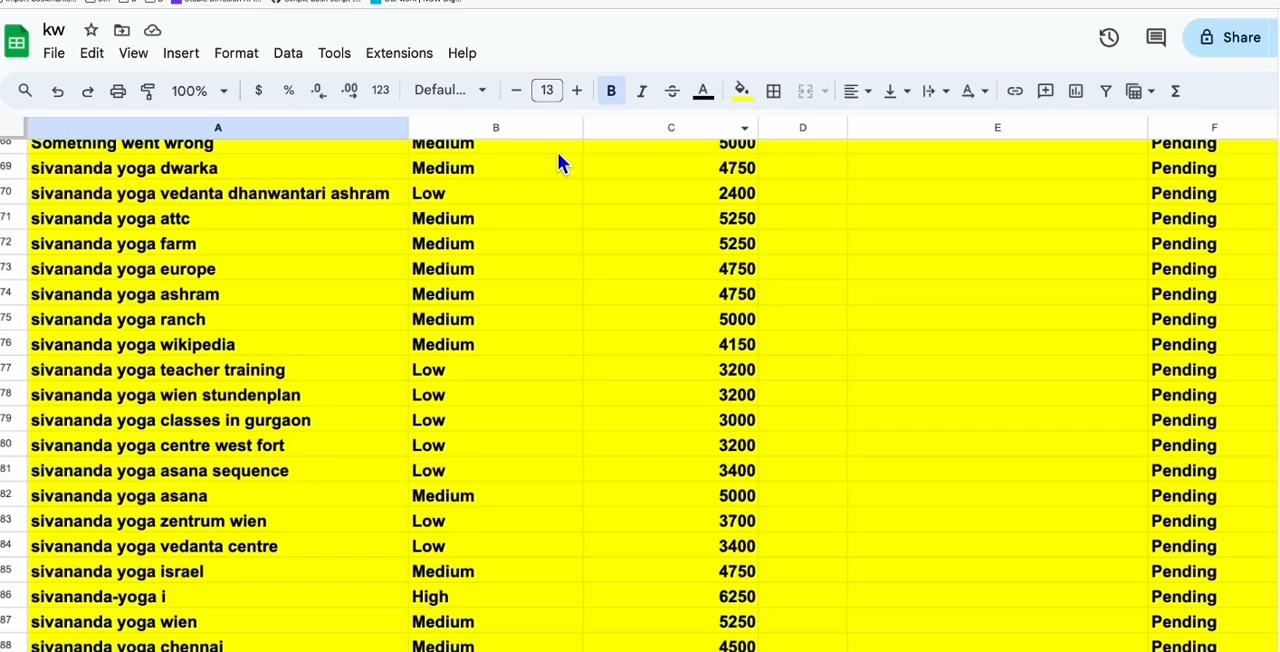 kw
File Edit View Insert Format Data Tools Extensions Help
Share
100% $ % .0 .00 123 Defaul... 13 B I A
A B C D E F
68 Something went wrong Medium 5000 Pending
69 sivananda yoga dwarka Medium 4750 Pending
70 sivananda yoga vedanta dhanwantari ashram Low 2400 Pending
71 sivananda yoga attc Medium 5250 Pending
72 sivananda yoga farm Medium 5250 Pending
73 sivananda yoga europe Medium 4750 Pending
74 sivananda yoga ashram Medium 4750 Pending
75 sivananda yoga ranch Medium 5000 Pending
76 sivananda yoga wikipedia Medium 4150 Pending
77 sivananda yoga teacher training Low 3200 Pending
78 sivananda yoga wien stundenplan Low 3200 Pending
79 sivananda yoga classes in gurgaon Low 3000 Pending
80 sivananda yoga centre west fort Low 3200 Pending
81 sivananda yoga asana sequence Low 3400 Pending
82 sivananda yoga asana Medium 5000 Pending
83 sivananda yoga zentrum wien Low 3700 Pending
84 sivananda yoga vedanta centre Low 3400 Pending
85 sivananda yoga israel Medium 4750 Pending
86 sivananda-yoga i High 6250 Pending
87 sivananda yoga wien Medium 5250 Pending
88 sivananda yoga chennai Medium 4500 Pending